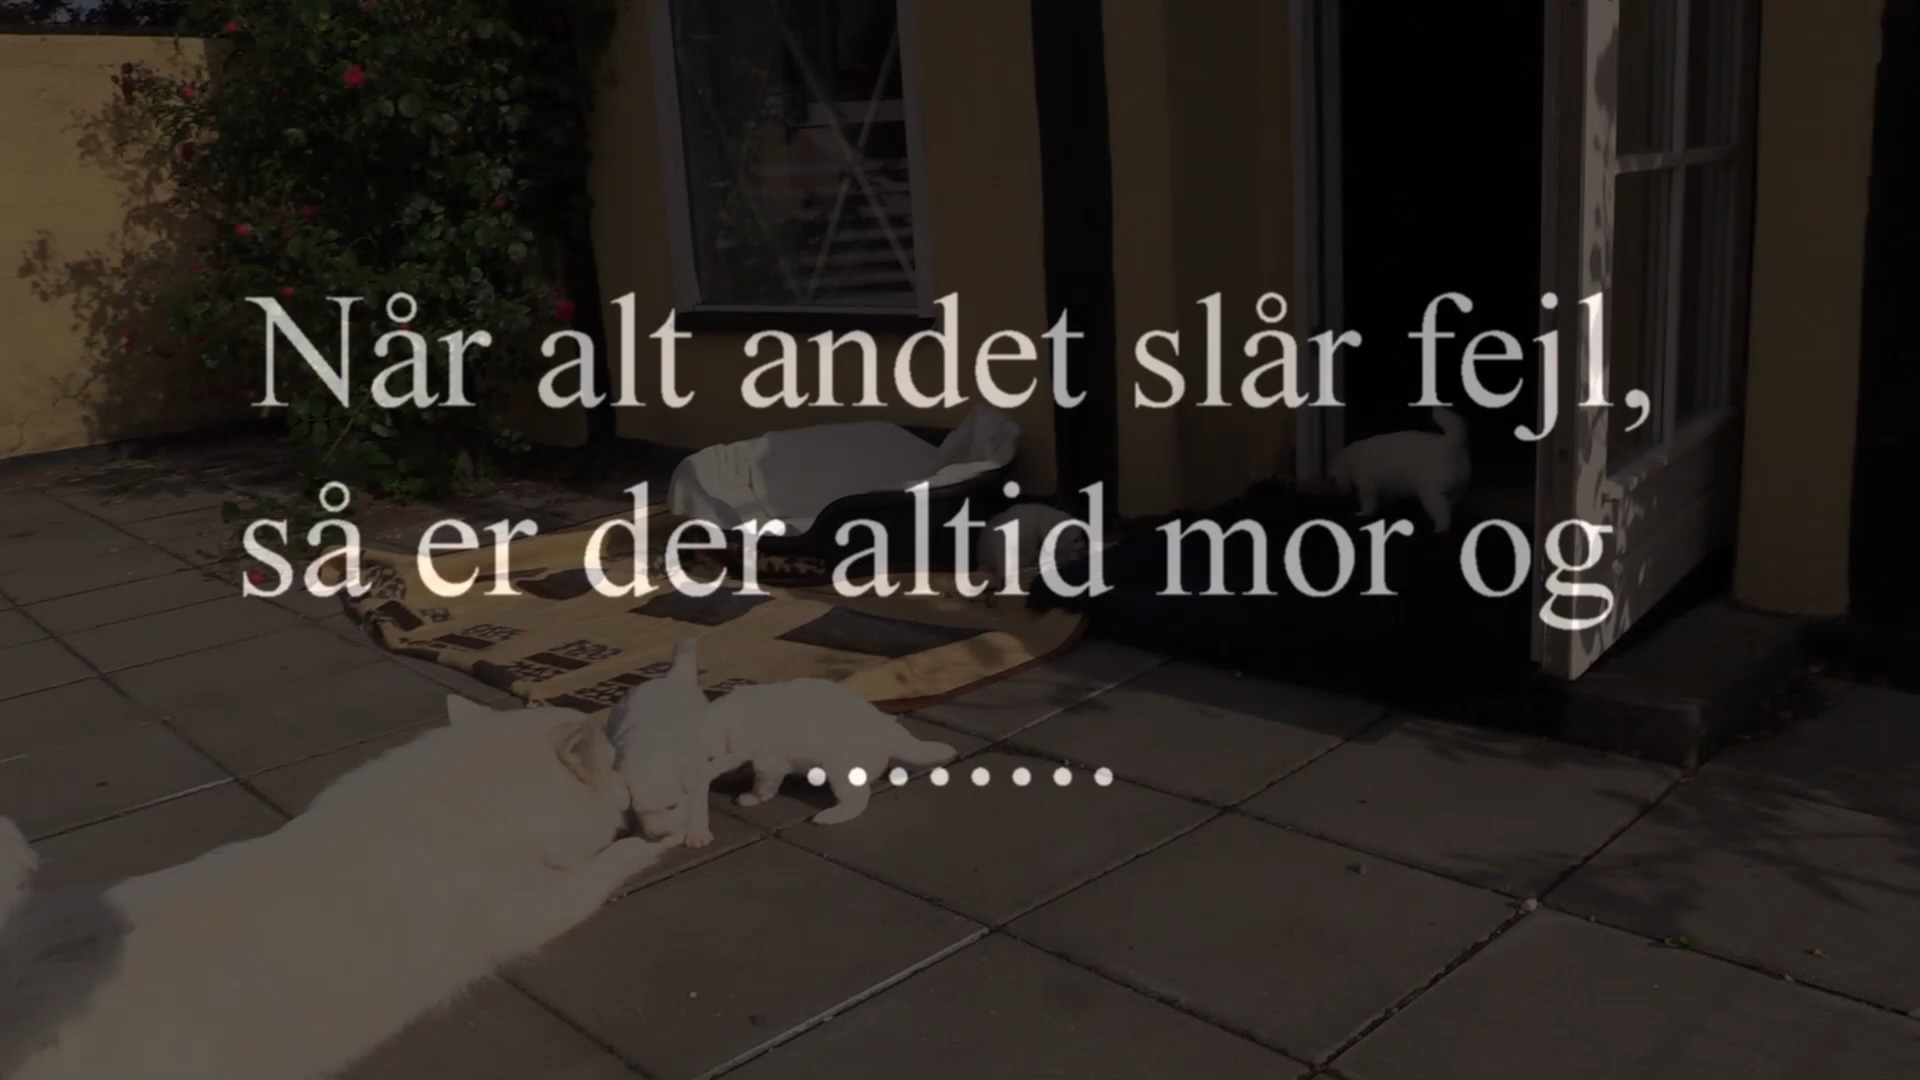 Når alt andet slår fejl,
så er der altid mor og
........